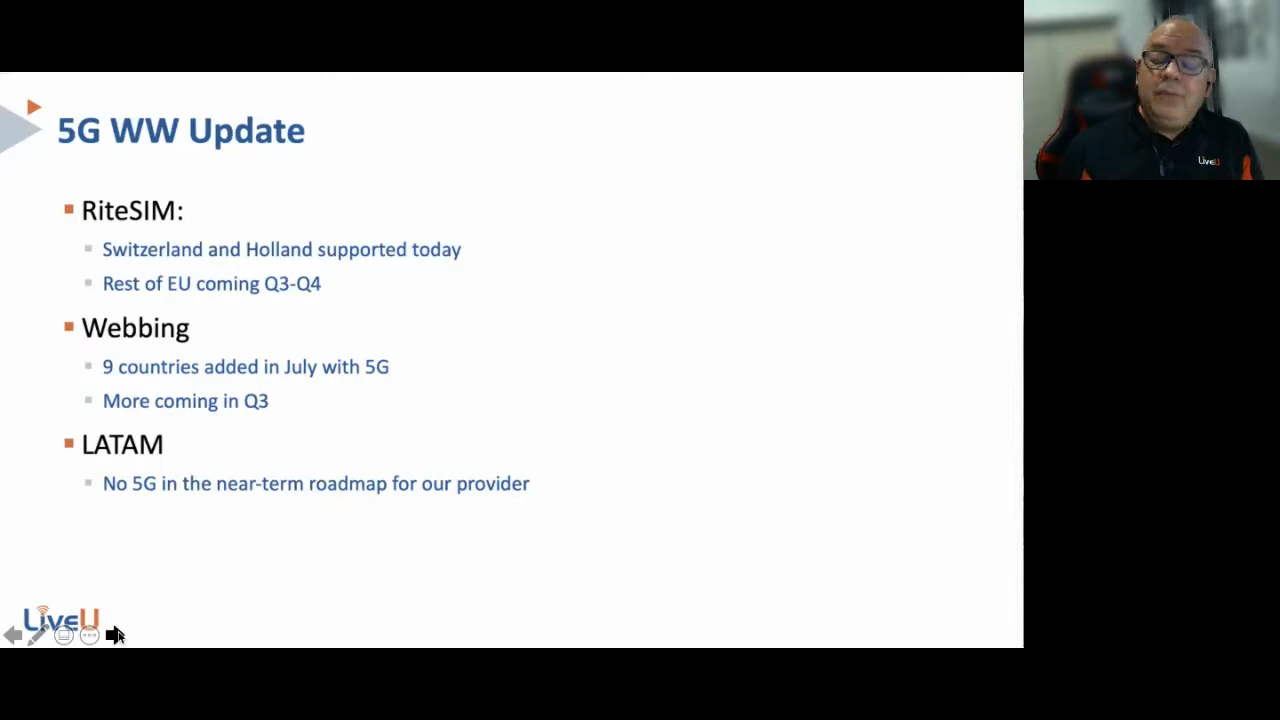 5G WW Update
RiteSIM:
Switzerland and Holland supported today
Rest of EU coming Q3-Q4
Webbing
9 countries added in July with 5G
More coming in Q3
LATAM
No 5G in the near-term roadmap for our provider
LiveU
LiveU